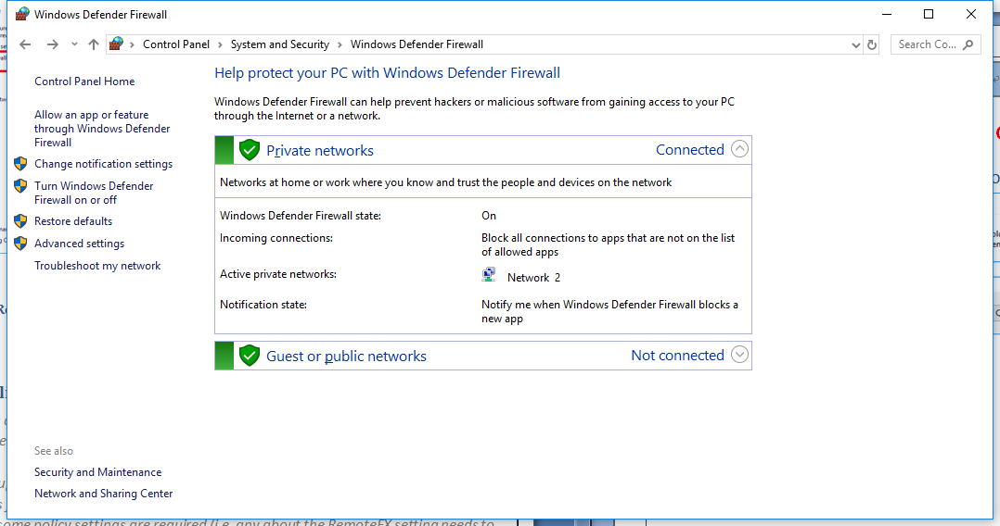 Windows Defender Firewall
Control Panel
System and Security
Windows Defender Firewall
Search Co...
Control Panel Home
Allow an app or feature
through Windows Defender
Firewall
Change notification settings
Turn Windows Defender
Firewall on or off
Restore defaults
Advanced settings
Troubleshoot my network
Help protect your PC with Windows Defender Firewall
Windows Defender Firewall can help prevent hackers or malicious software from gaining access to your PC
through the Internet or a network.
Private networks
Connected
Networks at home or work where you know and trust the people and devices on the network
Windows Defender Firewall state:
On
Incoming connections:
Block all connections to apps that are not on the list
of allowed apps
Active private networks:
Network 2
Notification state:
Notify me when Windows Defender Firewall blocks a
new app
Guest or public networks
Not connected
See also
Security and Maintenance
Network and Sharing Center
some policy settings are required (i.e. any about the RemoteFX setting needs to